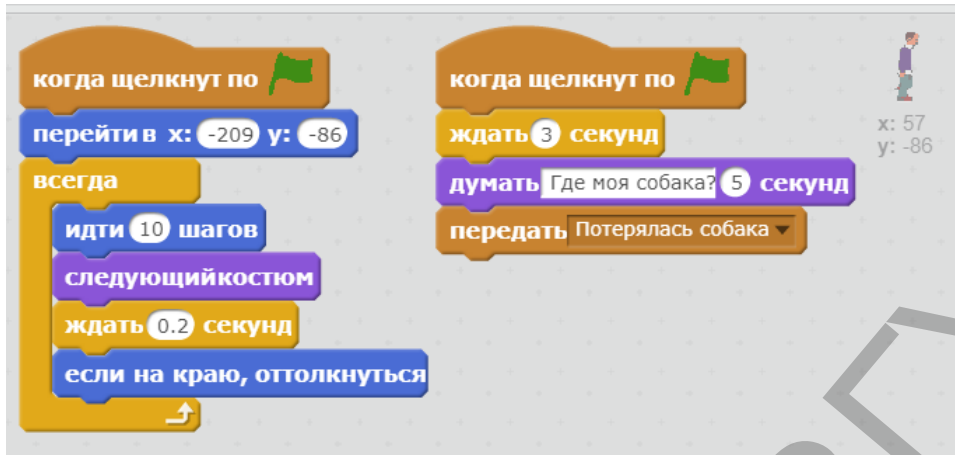 когда щелкнут по
перейти в x: -209 y: -86
всегда
идти 10 шагов
следующийкостюм
ждать 0.2 секунд
если на краю, оттолкнуться
когда щелкнут по
ждать 3 секунд
думать Где моя собака? 5 секунд
передать Потерялась собака
x: 57
y: -86